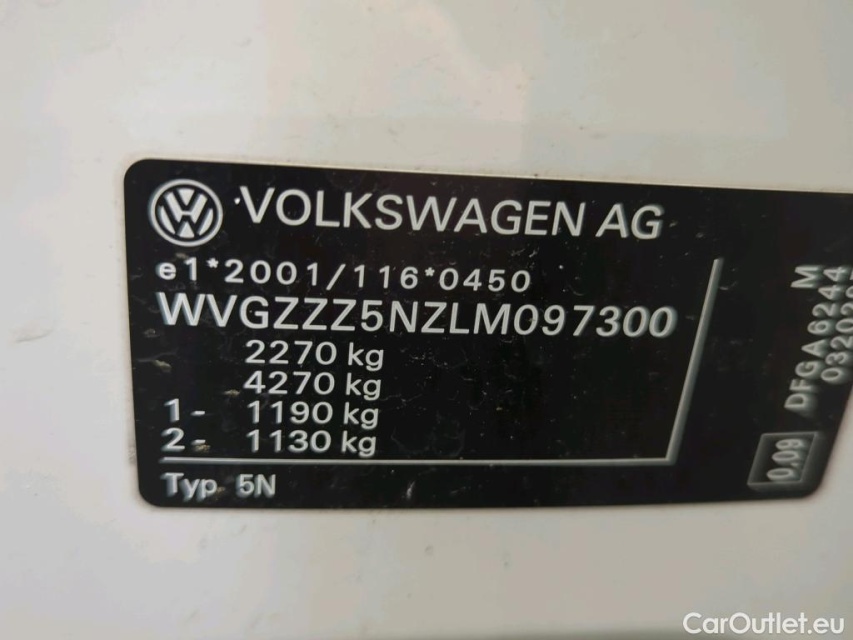 VOLKSWAGEN AG
e1*2001/116*0450
WVGZZZ5NZLM097300
2270 kg
4270 kg
1- 1190 kg
2- 1130 kg
Typ 5N
M
DFGA6244
0,09
CarOutlet.eu